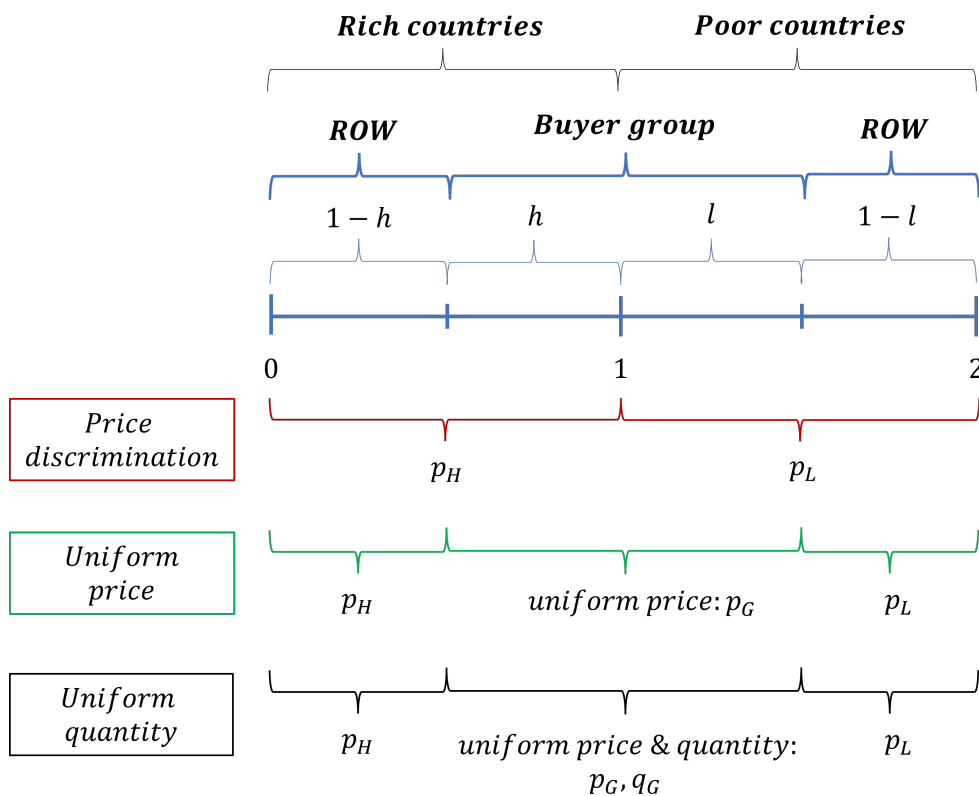 Rich countries
Poor countries
ROW
Buyer group
ROW
1 − h
h
l
1 − l
0
1
2
Price
discrimination
p_H
p_L
Uniform
price
p_H
uniform price: p_G
p_L
Uniform
quantity
p_H
uniform price & quantity:
p_G, q_G
p_L